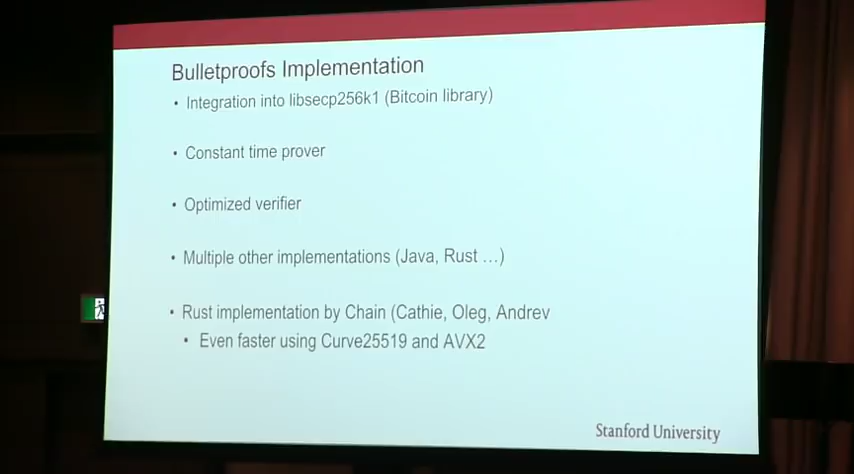 Bulletproofs Implementation
• Integration into libsecp256k1 (Bitcoin library)
• Constant time prover
• Optimized verifier
• Multiple other implementations (Java, Rust …)
• Rust implementation by Chain (Cathie, Oleg, Andrev
• Even faster using Curve25519 and AVX2
Stanford University